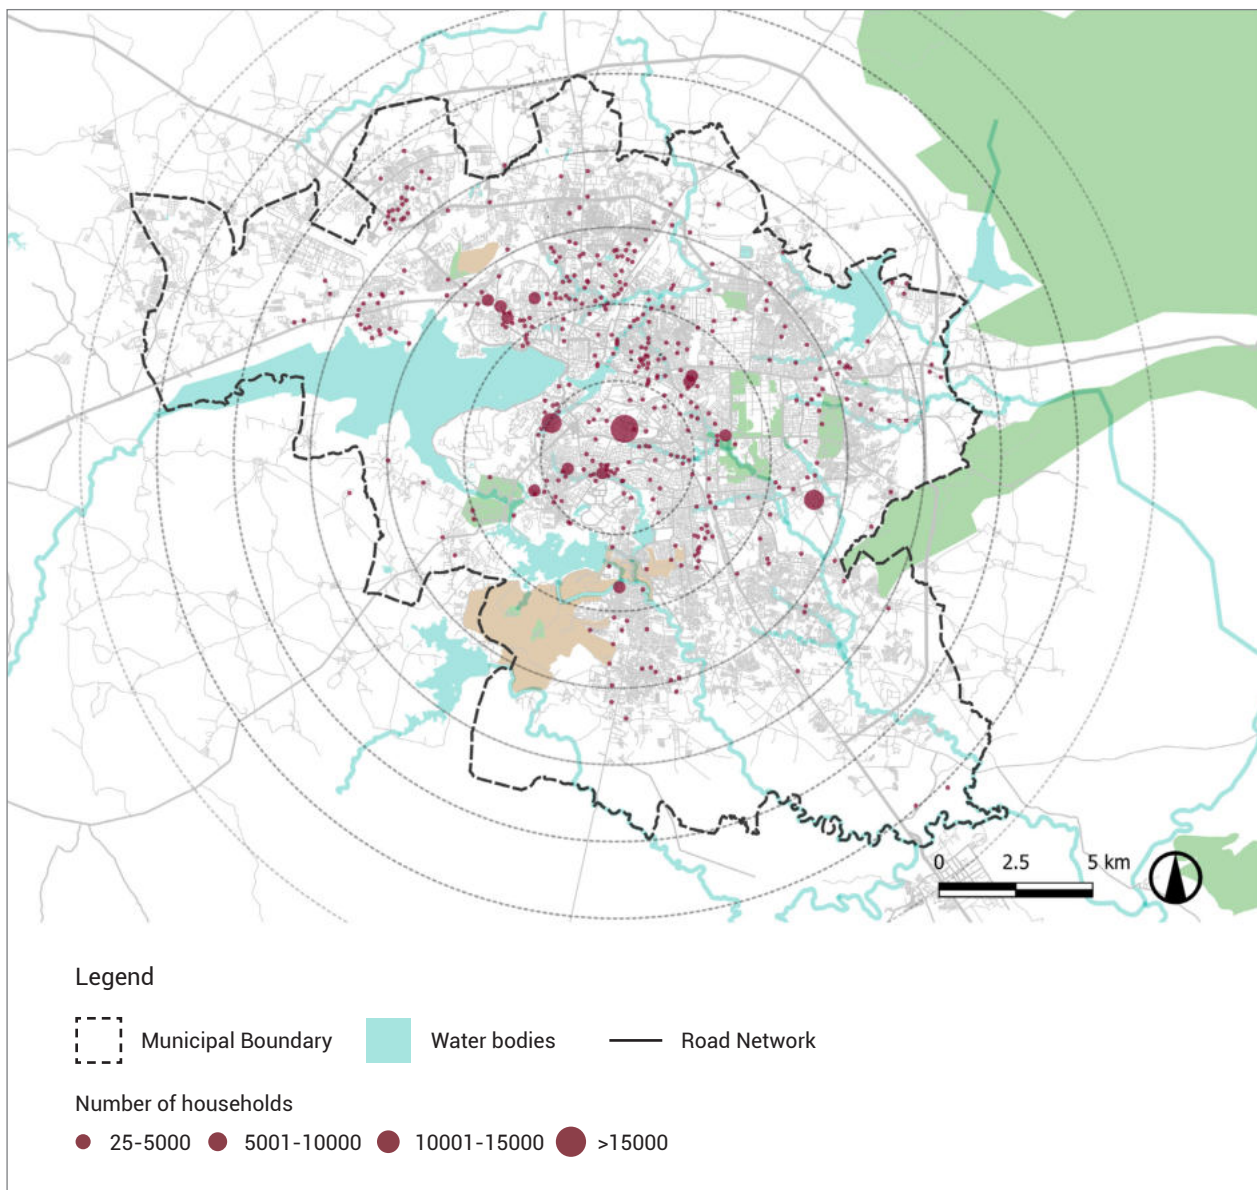 0 2.5 5 km
Legend
Municipal Boundary Water bodies Road Network
Number of households
25-5000 5001-10000 10001-15000 >15000